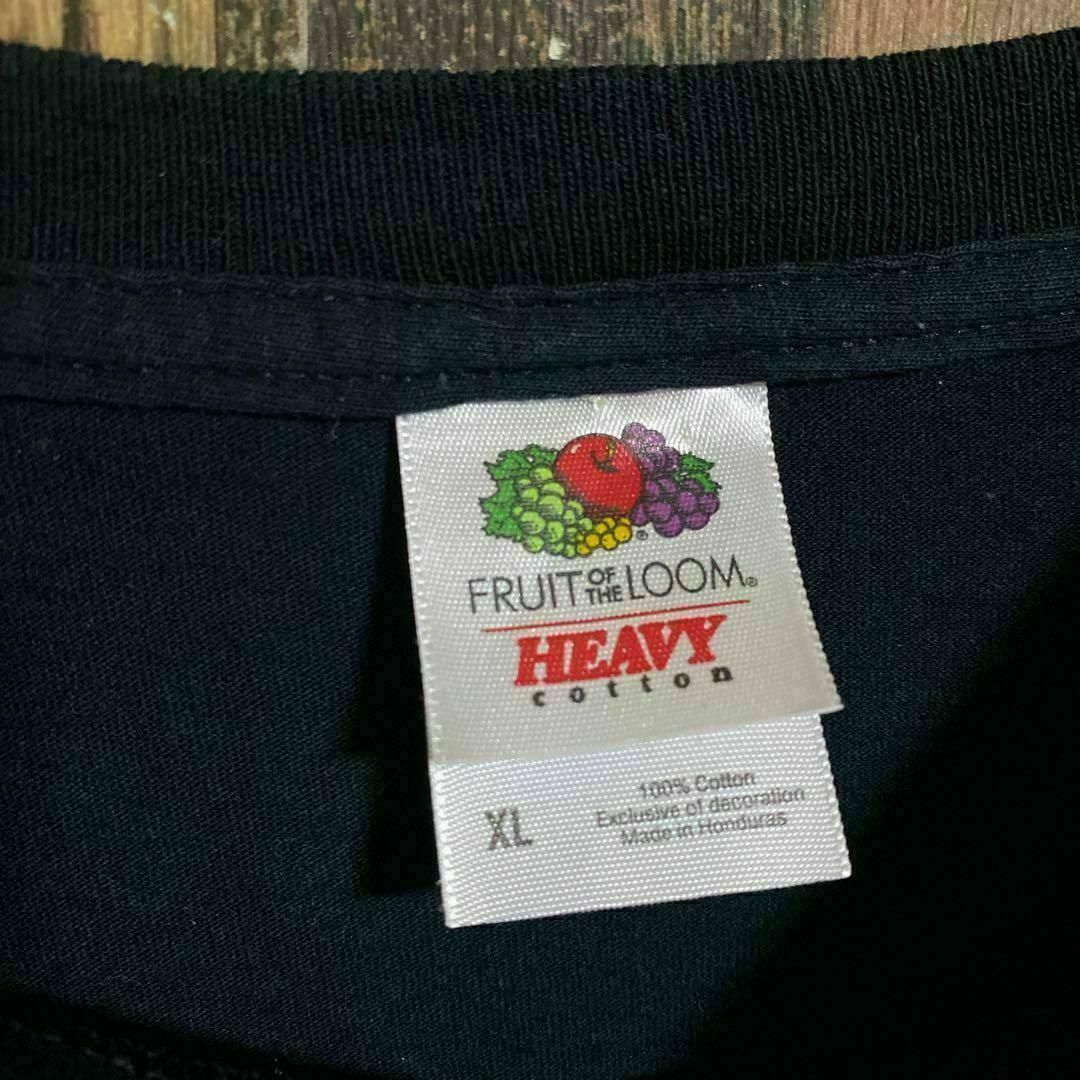 FRUIT OF THE LOOM®
HEAVY
cotton
XL
100% Cotton
Exclusive of decoration
Made in Honduras